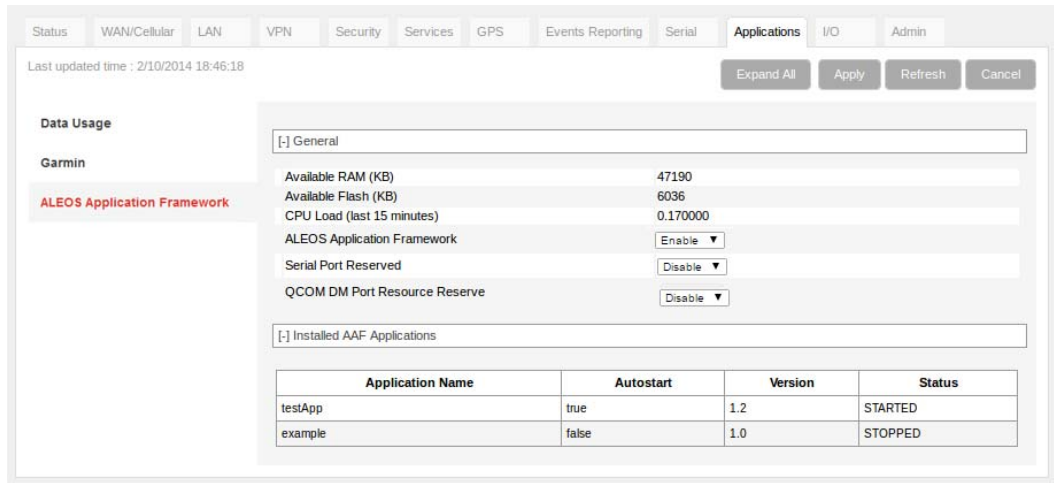 Status WAN/Cellular LAN VPN Security Services GPS Events Reporting Serial Applications I/O Admin
Last updated time : 2/10/2014 18:46:18 Expand All Apply Refresh Cancel
Data Usage
Garmin
ALEOS Application Framework
[-] General
Available RAM (KB) 47190
Available Flash (KB) 6036
CPU Load (last 15 minutes) 0.170000
ALEOS Application Framework Enable ▼
Serial Port Reserved Disable ▼
QCOM DM Port Resource Reserve Disable ▼
[-] Installed AAF Applications
Application Name Autostart Version Status
testApp true 1.2 STARTED
example false 1.0 STOPPED